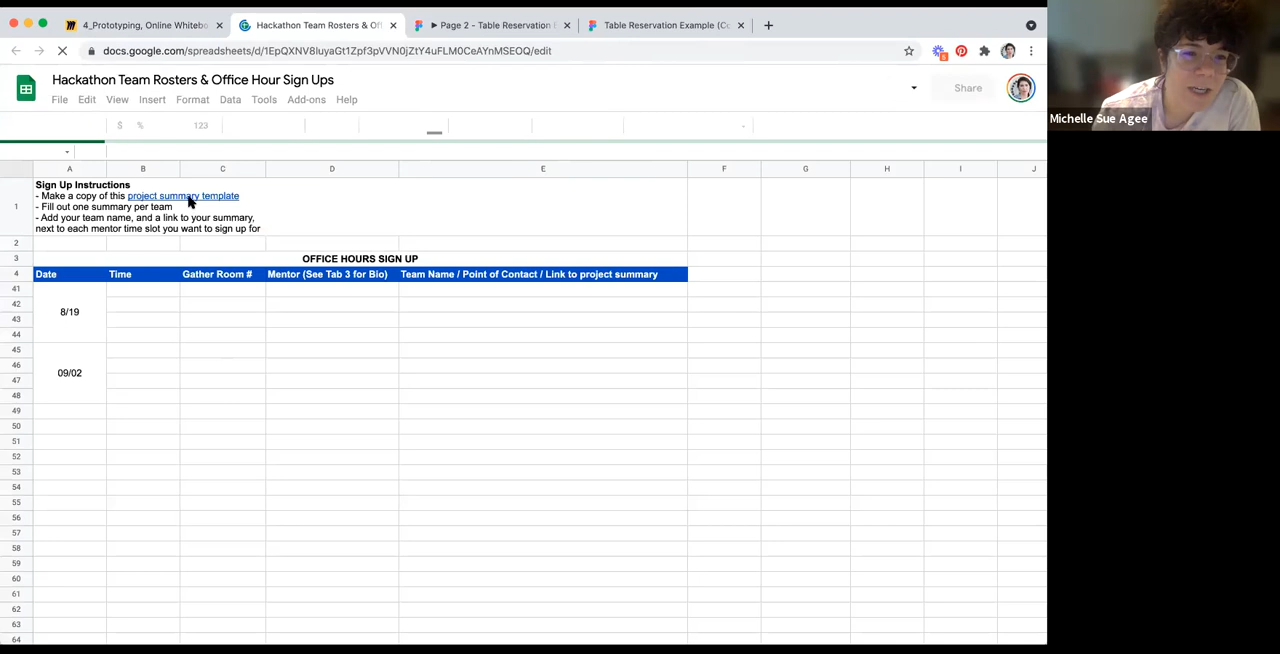 4_Prototyping, Online Whitebo
Hackathon Team Rosters & Of
Page 2 - Table Reservation
Table Reservation Example (Co
docs.google.com/spreadsheets/d/1EpQXNV8luyaGt1Zpf3pVVN0jZtY4uFLM0CeAYnMSEOQ/edit
Hackathon Team Rosters & Office Hour Sign Ups
File Edit View Insert Format Data Tools Add-ons Help
Share
$ % 123
Michelle Sue Agee
A B C D E F G H I J
1
Sign Up Instructions
- Make a copy of this project summary template
- Fill out one summary per team
- Add your team name, and a link to your summary,
next to each mentor time slot you want to sign up for
2
3 OFFICE HOURS SIGN UP
4 Date Time Gather Room # Mentor (See Tab 3 for Bio) Team Name / Point of Contact / Link to project summary
41
42
8/19
43
44
45
46
09/02
47
48
49
50
51
52
53
54
55
56
57
58
59
60
61
62
63
64